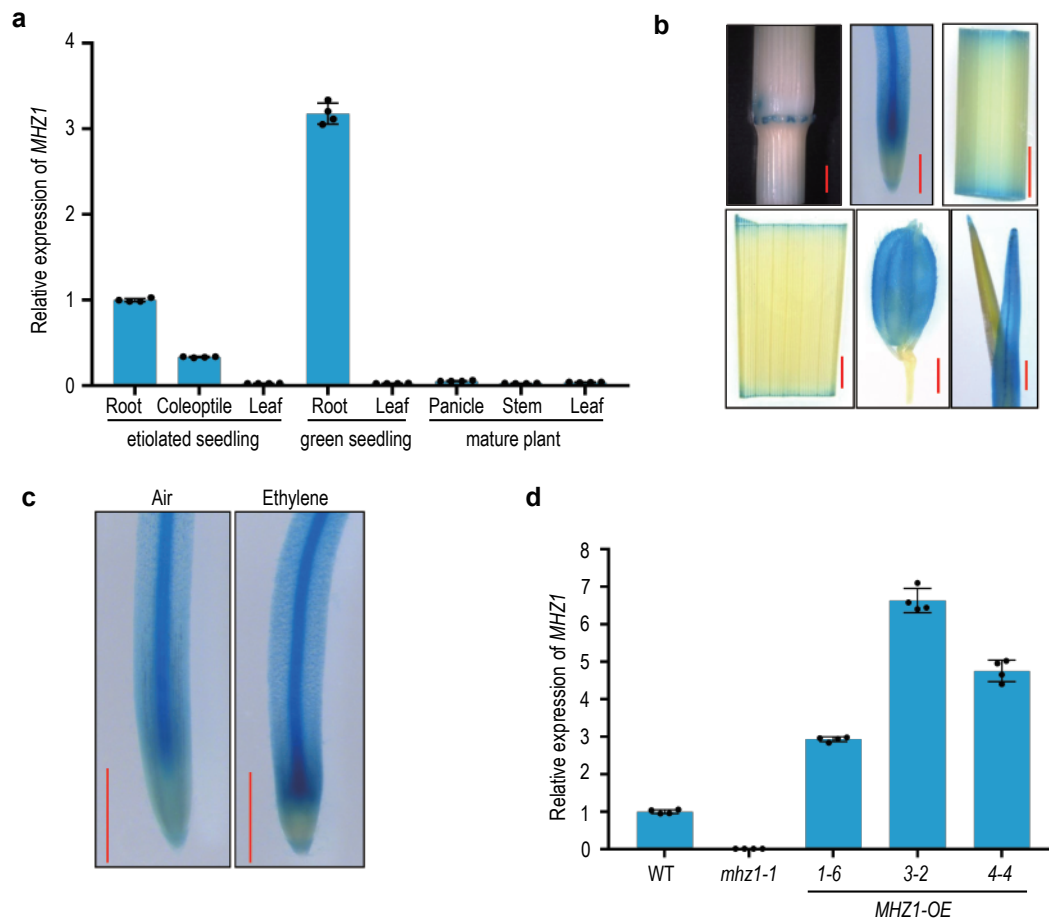 a
Relative expression of MHZ1
4
3
2
1
0
Root Coleoptile Leaf Root Leaf Panicle Stem Leaf
etiolated seedling green seedling mature plant
b
c
Air Ethylene
d
Relative expression of MHZ1
8
7
6
5
4
3
2
1
0
WT mhz1-1 1-6 3-2 4-4
MHZ1-OE